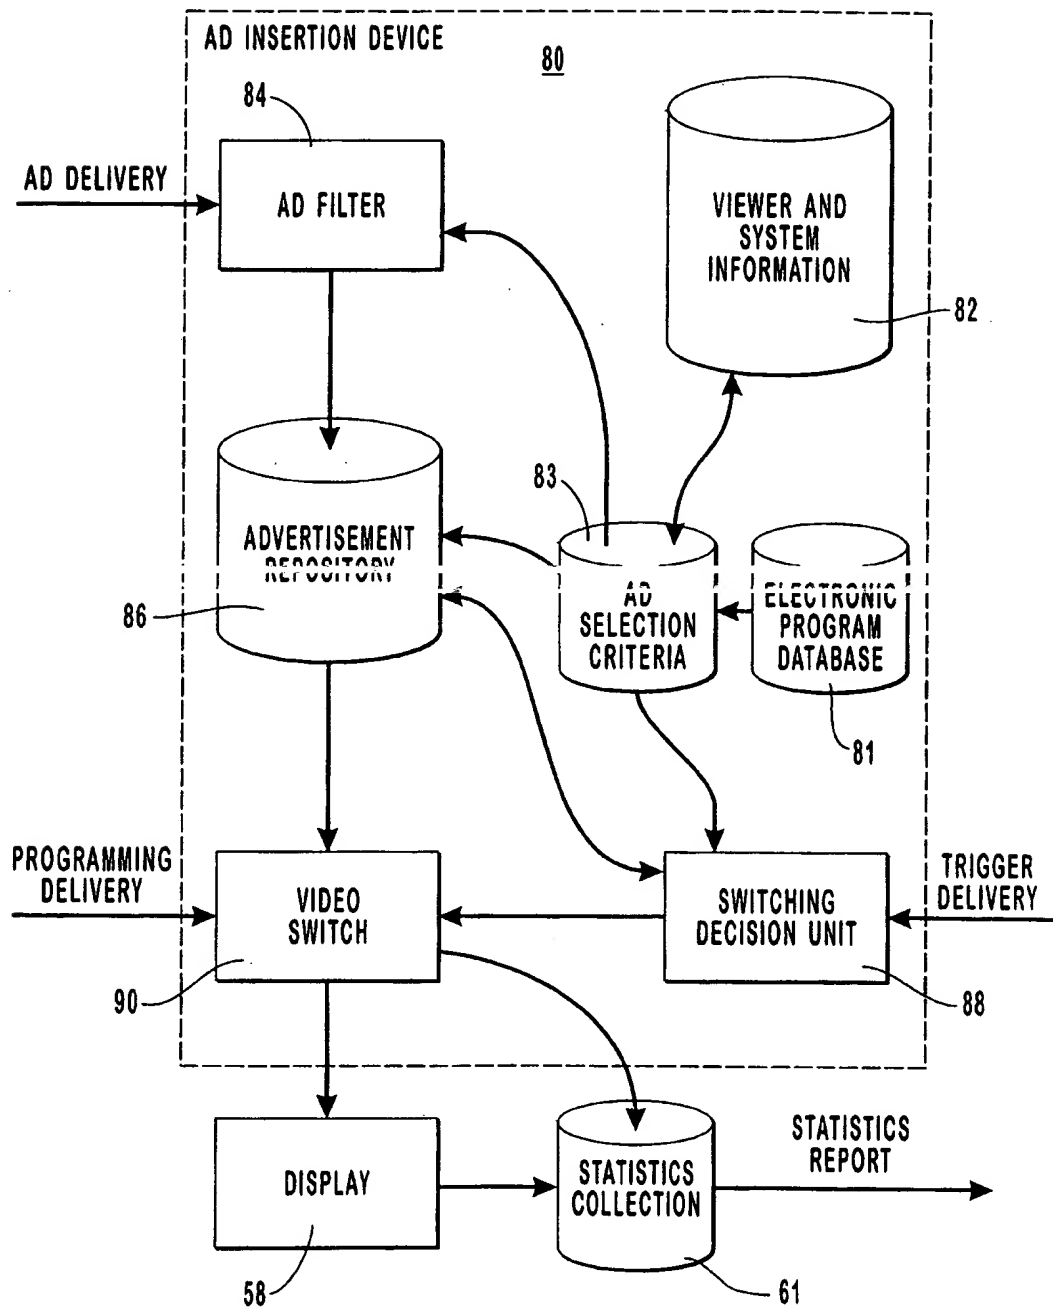 AD INSERTION DEVICE
80
84
AD DELIVERY
AD FILTER
VIEWER AND
SYSTEM
INFORMATION
82
83
ADVERTISEMENT
REPOSITORY
86
AD
SELECTION
CRITERIA
ELECTRONIC
PROGRAM
DATABASE
81
PROGRAMMING
DELIVERY
VIDEO
SWITCH
90
SWITCHING
DECISION UNIT
88
TRIGGER
DELIVERY
DISPLAY
58
STATISTICS
COLLECTION
61
STATISTICS
REPORT